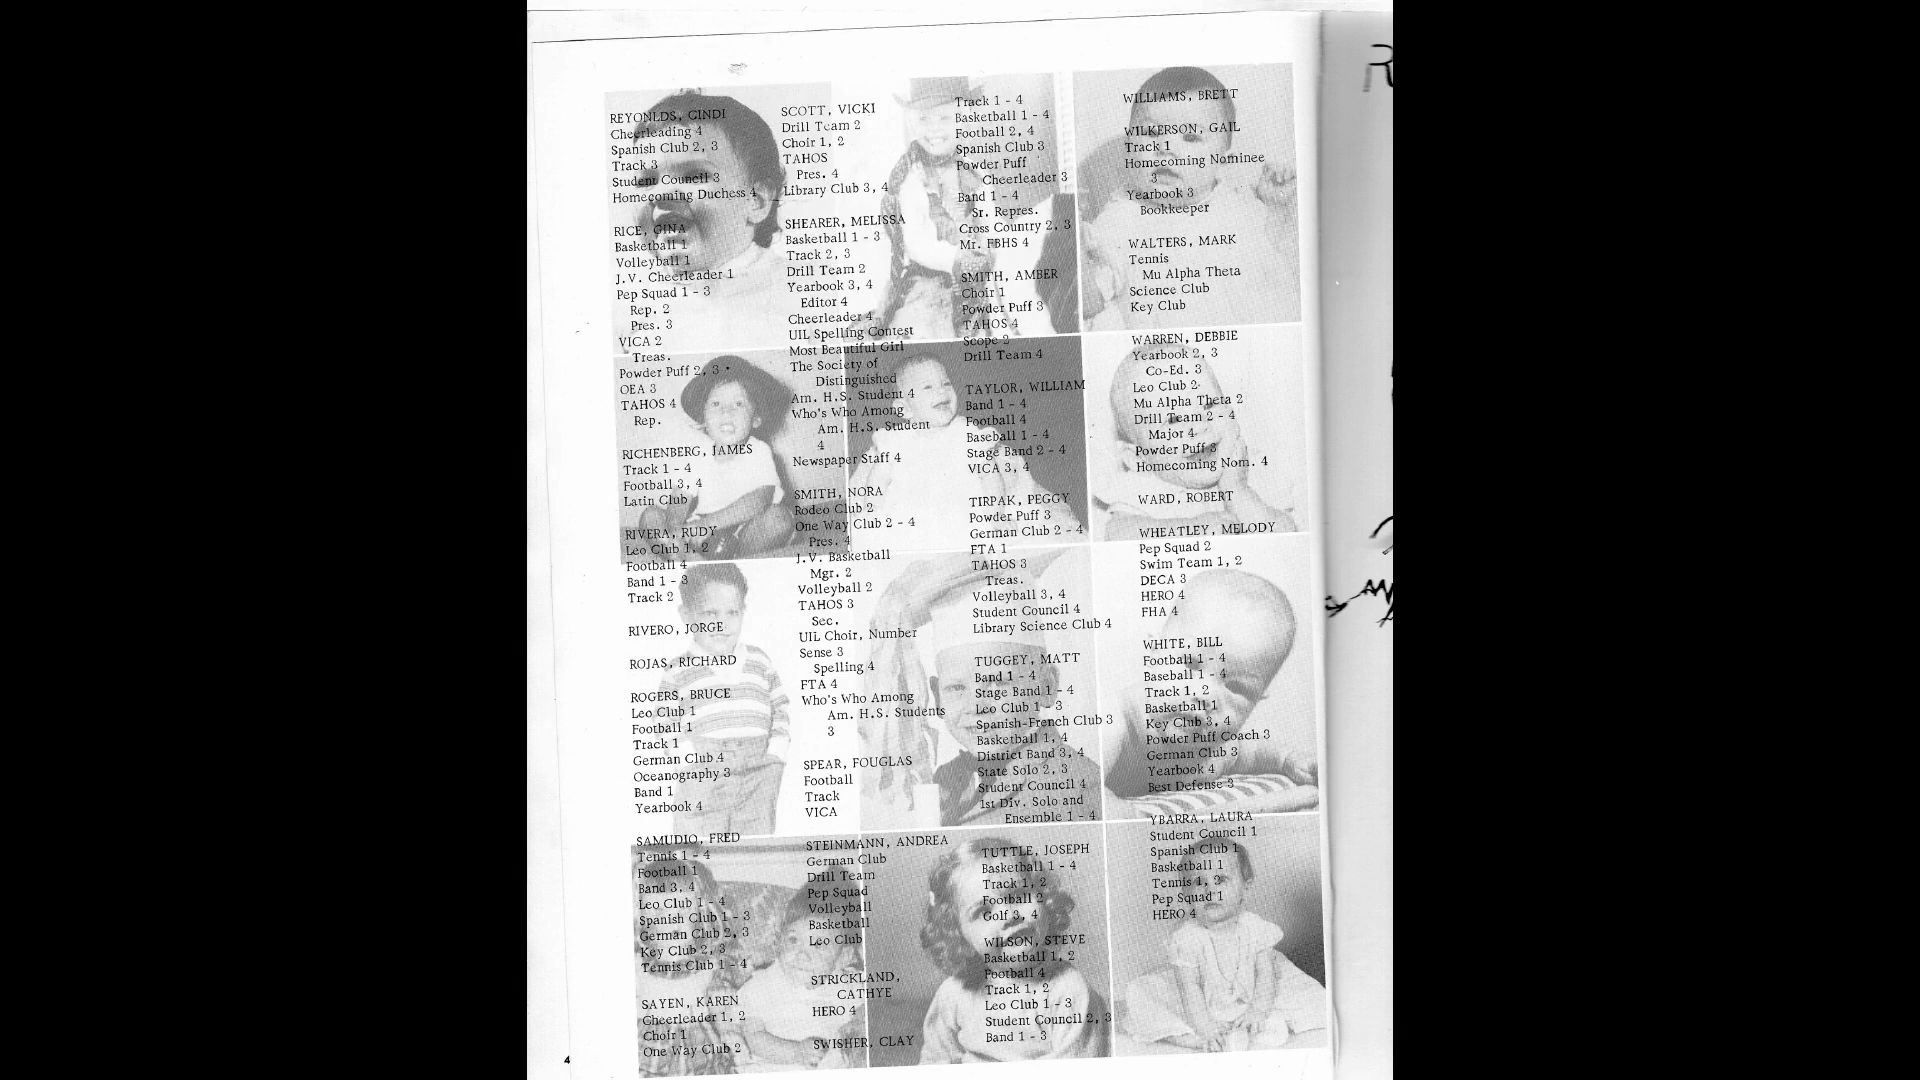 REYONLDS, CINDI
Cheerleading 4
Spanish Club 2, 3
Track 3
Student Council 3
Homecoming Duchess 4
RICE, GINA
Basketball 1
Volleyball 1
J.V. Cheerleader 1
Pep Squad 1 - 3
Rep. 2
Pres. 3
VICA 2
Treas.
Powder Puff 2, 3
OEA 3
TAHOS 4
Rep.
RICHENBERG, JAMES
Track 1 - 4
Football 3, 4
Latin Club
RIVERA, RUDY
Leo Club 1, 2
Football 4
Band 1 - 3
Track 2
RIVERO, JORGE
ROJAS, RICHARD
ROGERS, BRUCE
Leo Club 1
Football 1
Track 1
German Club 4
Oceanography 3
Band 1
Yearbook 4
SAMUDIO, FRED
Tennis 1 - 4
Football 1
Band 3, 4
Leo Club 1 - 4
Spanish Club 1 - 3
German Club 2, 3
Key Club 2, 3
Tennis Club 1 - 4
SAYEN, KAREN
Cheerleader 1, 2
Choir 1
One Way Club 2
SCOTT, VICKI
Drill Team 2
Choir 1, 2
TAHOS
Pres. 4
Library Club 3, 4
SHEARER, MELISSA
Basketball 1 - 3
Track 2, 3
Drill Team 2
Yearbook 3, 4
Editor 4
Cheerleader 4
UIL Spelling Contest
Most Beautiful Girl
The Society of
Distinguished
Am. H.S. Student 4
Who's Who Among
Am. H.S. Student
4
Newspaper Staff 4
SMITH, NORA
Rodeo Club 2
One Way Club 2 - 4
Pres. 4
J.V. Basketball
Mgr. 2
Volleyball 2
TAHOS 3
Sec.
UIL Choir, Number
Sense 3
Spelling 4
FTA 4
Who's Who Among
Am. H.S. Students
3
SPEAR, FOUGLAS
Football
Track
VICA
STEINMANN, ANDREA
German Club
Drill Team
Pep Squad
Volleyball
Basketball
Leo Club
STRICKLAND,
CATHYE
HERO 4
SWISHER, CLAY
Track 1 - 4
Basketball 1 - 4
Football 2, 4
Spanish Club 3
Powder Puff
Cheerleader 3
Band 1 - 4
Sr. Repres.
Cross Country 2, 3
Mr. FBHS 4
SMITH, AMBER
Choir 1
Powder Puff 3
TAHOS 4
Scope 2
Drill Team 4
TAYLOR, WILLIAM
Band 1 - 4
Football 4
Baseball 1 - 4
Stage Band 2 - 4
VICA 3, 4
TIRPAK, PEGGY
Powder Puff 3
German Club 2 - 4
FTA 1
TAHOS 3
Treas.
Volleyball 3, 4
Student Council 4
Library Science Club 4
TUGGEY, MATT
Band 1 - 4
Stage Band 1 - 4
Leo Club 1 - 3
Spanish-French Club 3
Basketball 1, 4
District Band 3, 4
State Solo 2, 3
Student Council 4
1st Div. Solo and
Ensemble 1 - 4
TUTTLE, JOSEPH
Basketball 1 - 4
Track 1, 2
Football 2
Golf 3, 4
WILSON, STEVE
Basketball 1, 2
Football 4
Track 1, 2
Leo Club 1 - 3
Student Council 2, 3
Band 1 - 3
WILLIAMS, BRETT
WILKERSON, GAIL
Track 1
Homecoming Nominee
3
Yearbook 3
Bookkeeper
WALTERS, MARK
Tennis
Mu Alpha Theta
Science Club
Key Club
WARREN, DEBBIE
Yearbook 2, 3
Co-Ed. 3
Leo Club 2
Mu Alpha Theta 2
Drill Team 2 - 4
Major 4
Powder Puff 3
Homecoming Nom. 4
WARD, ROBERT
WHEATLEY, MELODY
Pep Squad 2
Swim Team 1, 2
DECA 3
HERO 4
FHA 4
WHITE, BILL
Football 1 - 4
Baseball 1 - 4
Track 1, 2
Basketball 1
Key Club 3, 4
Powder Puff Coach 3
German Club 3
Yearbook 4
Best Defense 3
YBARRA, LAURA
Student Council 1
Spanish Club 1
Basketball 1
Tennis 1, 2
Pep Squad 1
HERO 4
4